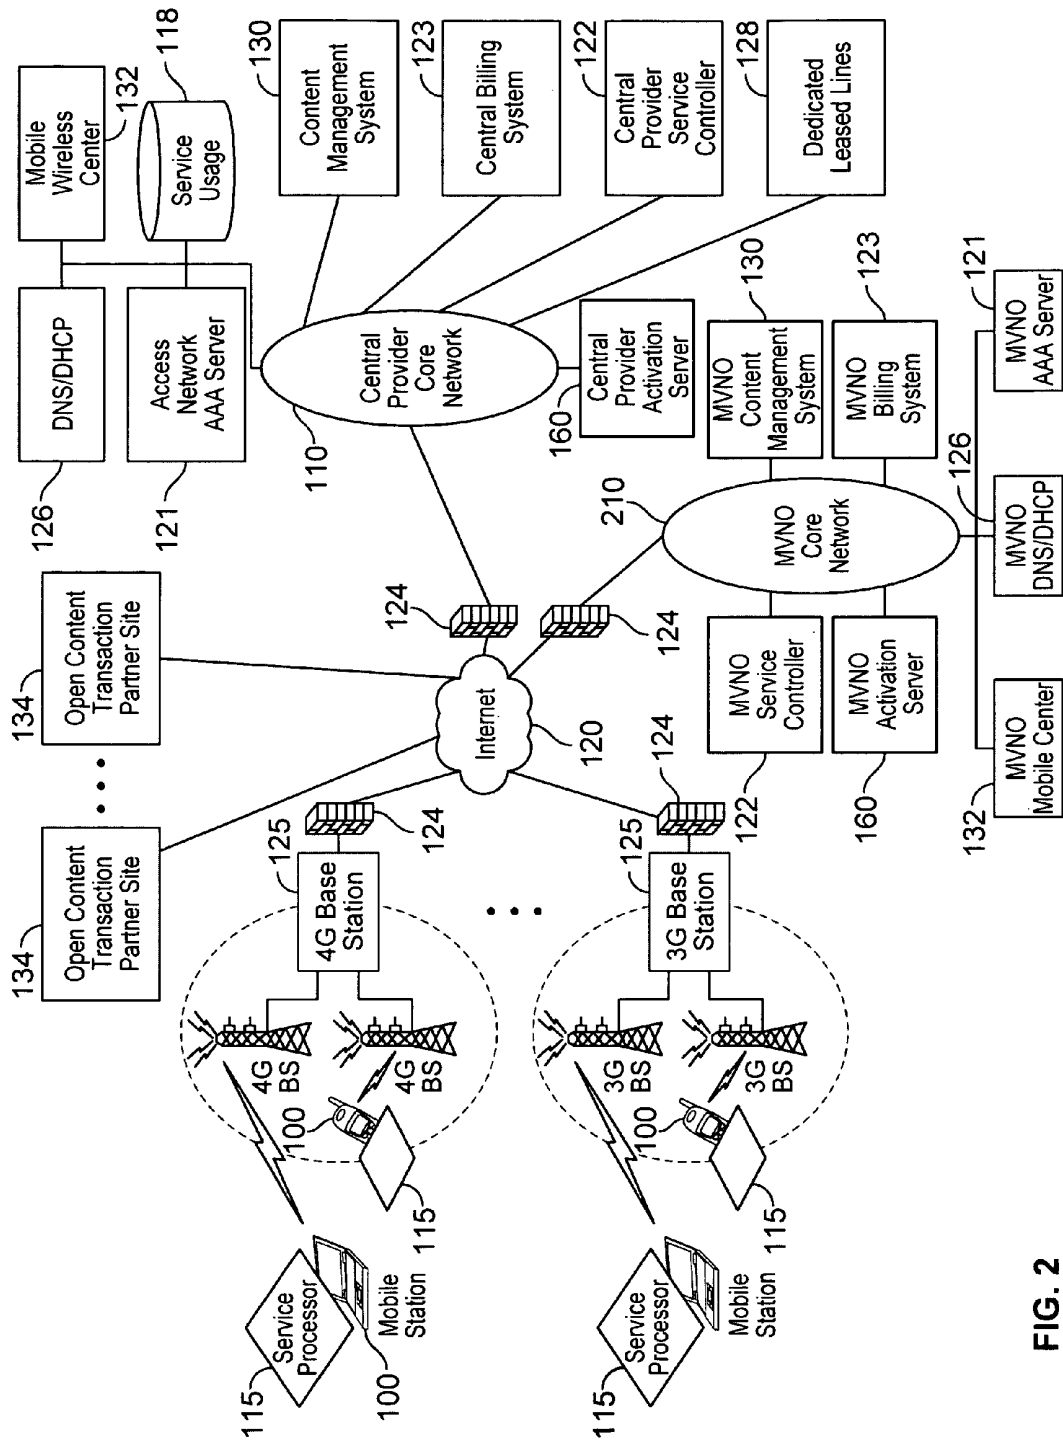 115
Service
Processor
100
Mobile
Station
115
100
4G
BS
4G
BS
125
4G Base
Station
124
134
Open Content
Transaction
Partner Site
134
Open Content
Transaction
Partner Site
126
DNS/DHCP
Mobile
Wireless
Center
132
121
Access
Network
AAA Server
Service
Usage
118
110
Central
Provider
Core
Network
130
Content
Management
System
123
Central Billing
System
122
Central
Provider
Service
Controller
128
Dedicated
Leased Lines
160
Central
Provider
Activation
Server
124
124
Internet
120
115
Service
Processor
Mobile
Station
115
100
3G
BS
3G
BS
125
3G Base
Station
124
210
MVNO
Core
Network
122
MVNO
Service
Controller
MVNO
Content
Management
System
130
160
MVNO
Activation
Server
MVNO
Billing
System
123
132
MVNO
Mobile Center
126
MVNO
DNS/DHCP
121
MVNO
AAA Server
FIG. 2